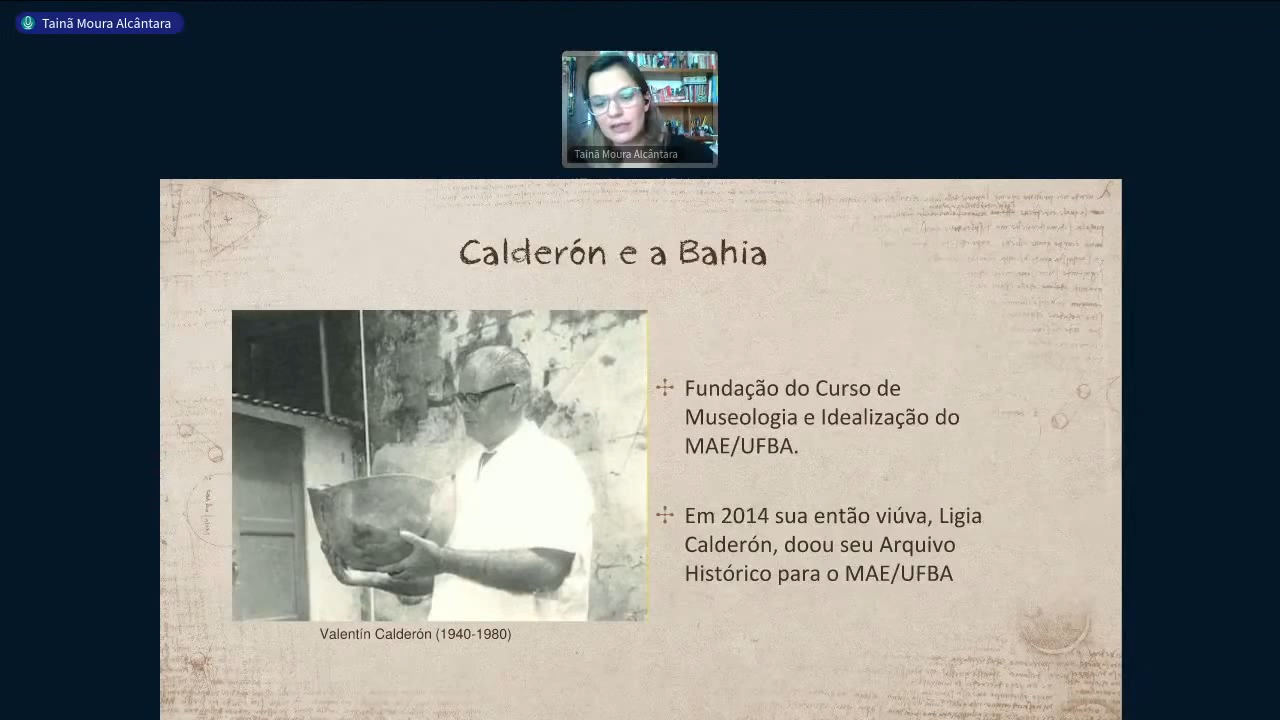 Tainã Moura Alcântara
Tainã Moura Alcântara
Calderón e a Bahia
Fundação do Curso de
Museologia e Idealização do
MAE/UFBA.
Em 2014 sua então viúva, Ligia
Calderón, doou seu Arquivo
Histórico para o MAE/UFBA
Valentín Calderón (1940-1980)